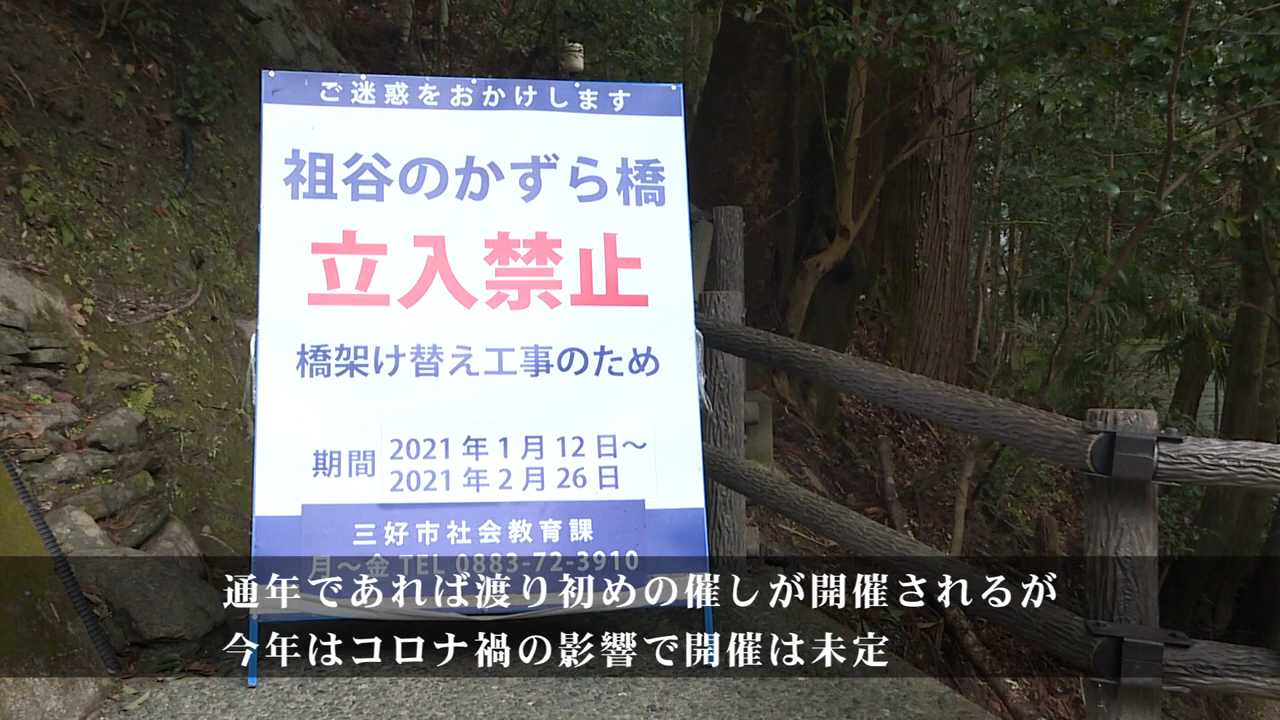 ご迷惑をおかけします
祖谷のかずら橋
立入禁止
橋架け替え工事のため
期間
2021年1月12日～
2021年2月26日
三好市社会教育課
月～金 TEL 0883-72-3910
通年であれば渡り初めの催しが開催されるが
今年はコロナ禍の影響で開催は未定